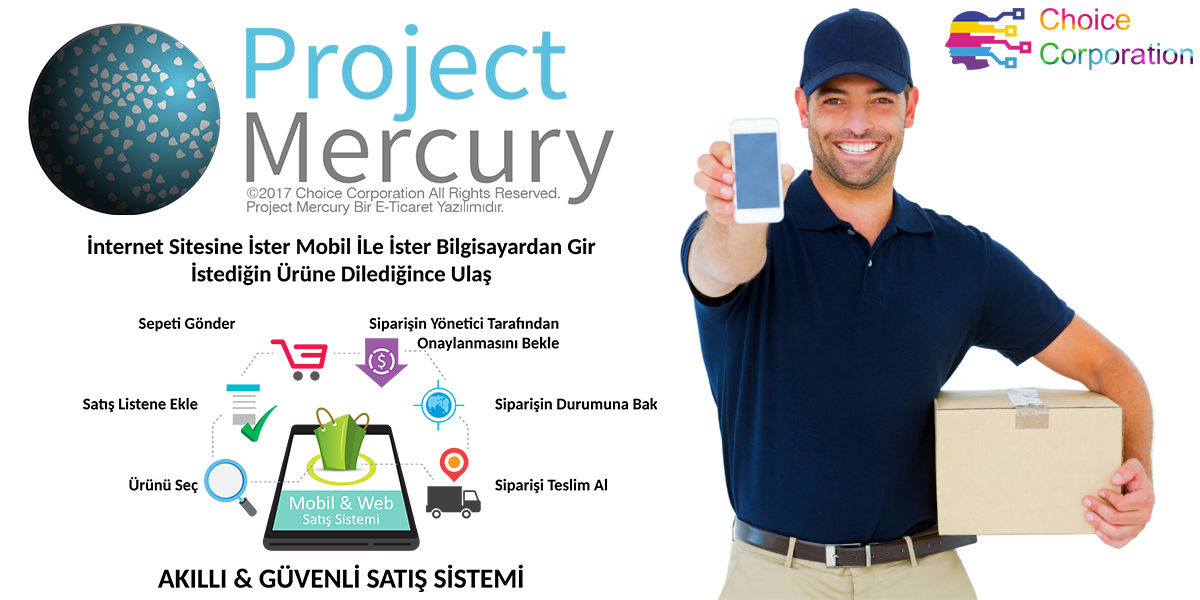 Project
Mercury
©2017 Choice Corporation All Rights Reserved.
Project Mercury Bir E-Ticaret Yazılımıdır.
Choice
Corporation
İnternet Sitesine İster Mobil İLe İster Bilgisayardan Gir
İstediğin Ürüne Dilediğince Ulaş
Sepeti Gönder
Siparişin Yönetici Tarafından
Onaylanmasını Bekle
Satış Listene Ekle
Siparişin Durumuna Bak
Ürünü Seç
Siparişi Teslim Al
Mobil & Web
Satış Sistemi
AKILLI & GÜVENLİ SATIŞ SİSTEMİ